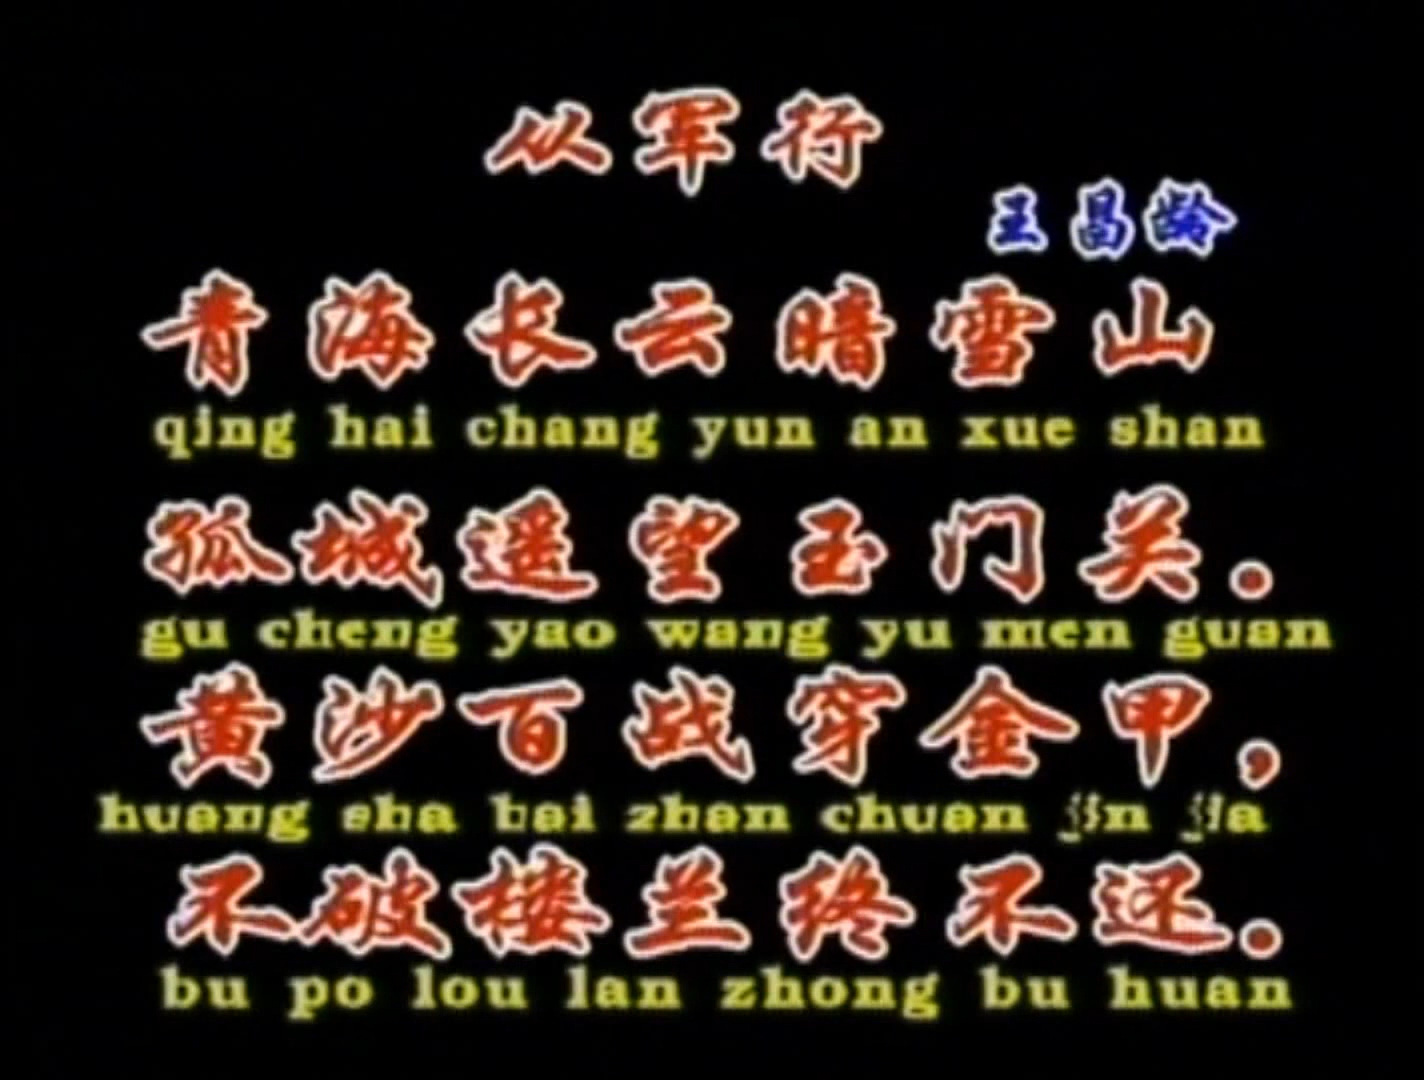 从军行
王昌龄
青海长云暗雪山
qing hai chang yun an xue shan
孤城遥望玉门关.
gu cheng yao wang yu men guan
黄沙百战穿金甲,
huang sha bai zhan chuan jin jia
不破楼兰终不还.
bu po lou lan zhong bu huan